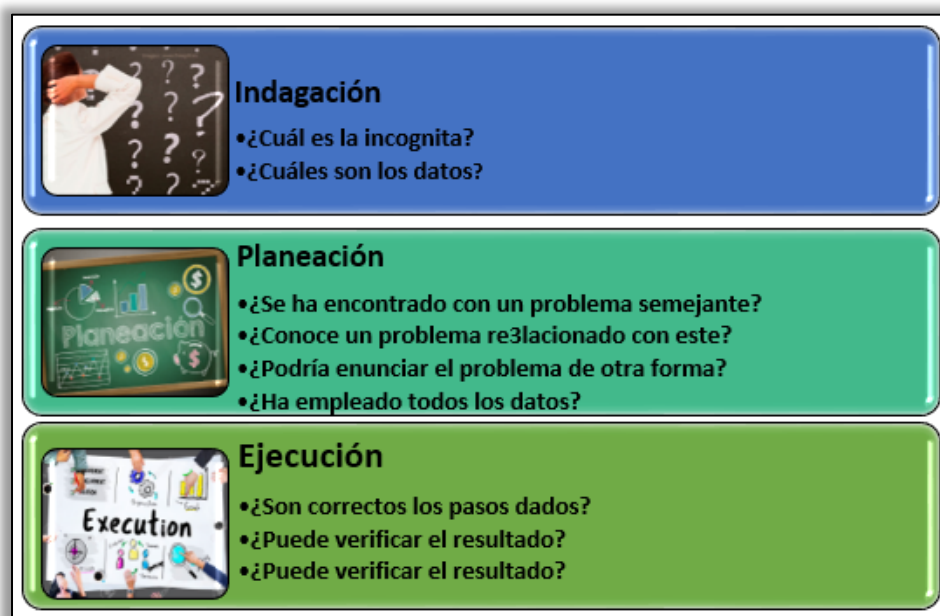 Indagación
•¿Cuál es la incognita?
•¿Cuáles son los datos?
Planeación
•¿Se ha encontrado con un problema semejante?
•¿Conoce un problema re3lacionado con este?
•¿Podría enunciar el problema de otra forma?
•¿Ha empleado todos los datos?
Planeación
Ejecución
•¿Son correctos los pasos dados?
•¿Puede verificar el resultado?
•¿Puede verificar el resultado?
Execution